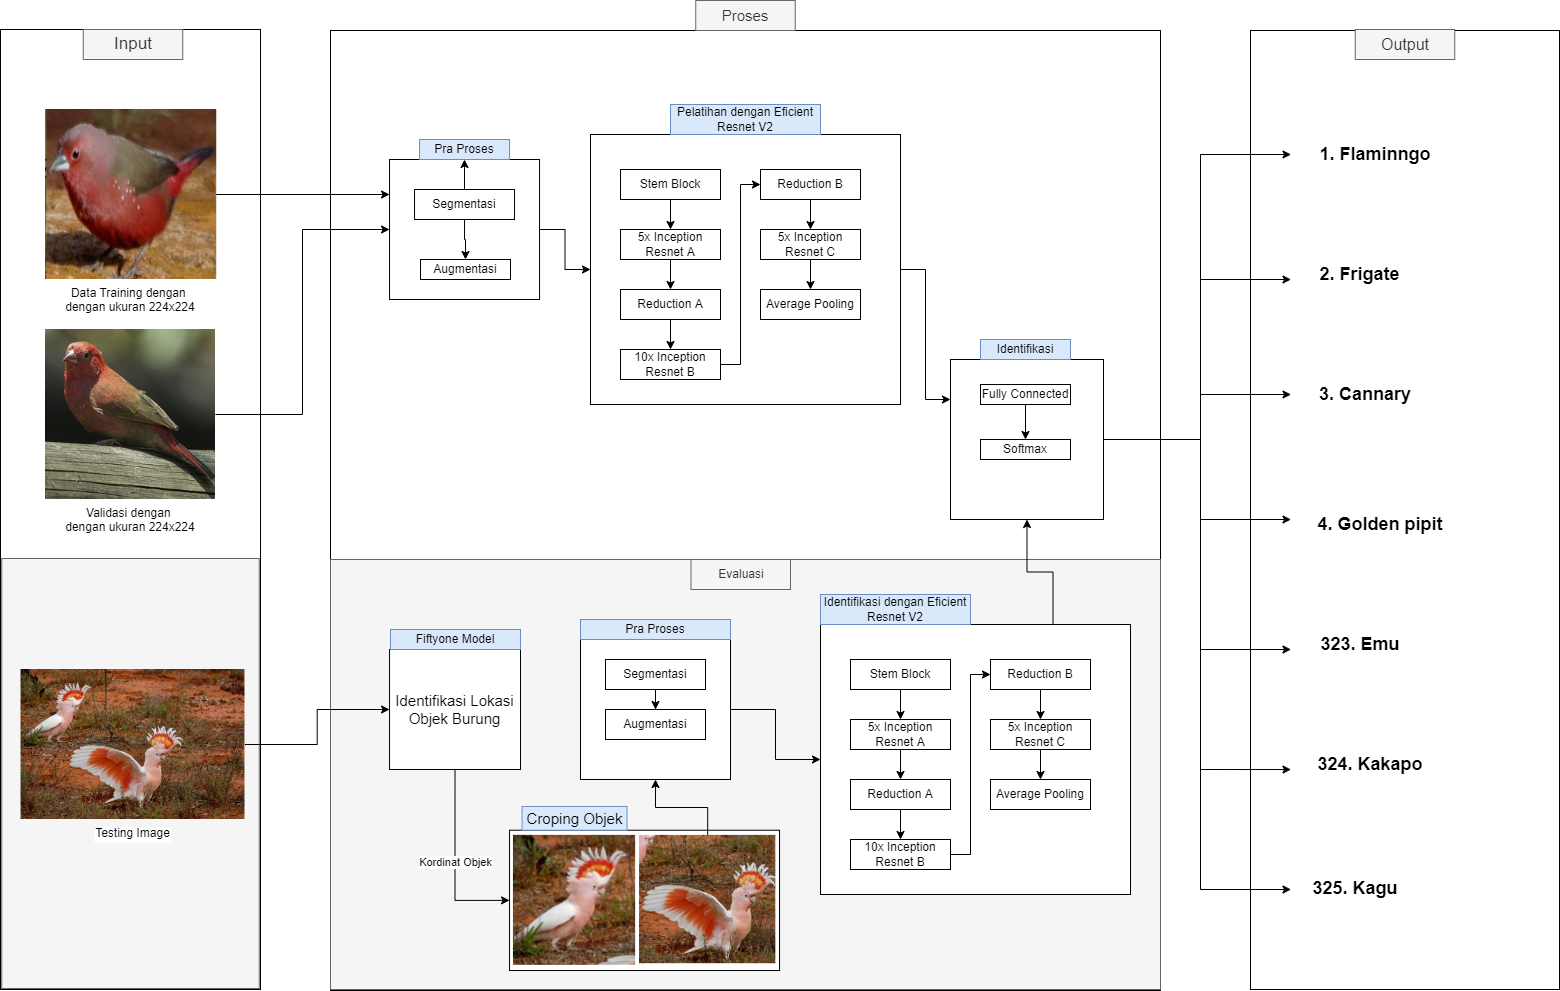 Input
Data Training dengan
dengan ukuran 224x224
Validasi dengan
dengan ukuran 224x224
Testing Image
Proses
Pra Proses
Segmentasi
Augmentasi
Pelatihan dengan Eficient
Resnet V2
Stem Block
5x Inception
Resnet A
Reduction A
10x Inception
Resnet B
Reduction B
5x Inception
Resnet C
Average Pooling
Identifikasi
Fully Connected
Softmax
Evaluasi
Fiftyone Model
Identifikasi Lokasi
Objek Burung
Kordinat Objek
Croping Objek
Pra Proses
Segmentasi
Augmentasi
Identifikasi dengan Eficient
Resnet V2
Stem Block
5x Inception
Resnet A
Reduction A
10x Inception
Resnet B
Reduction B
5x Inception
Resnet C
Average Pooling
Output
1. Flaminngo
2. Frigate
3. Cannary
4. Golden pipit
323. Emu
324. Kakapo
325. Kagu